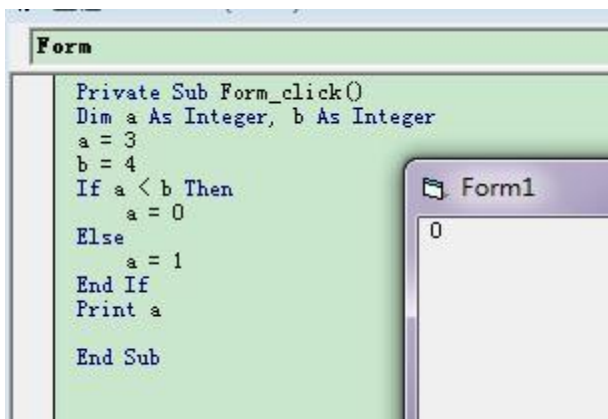 Form
Private Sub Form_click()
Dim a As Integer, b As Integer
a = 3
b = 4
If a < b Then
a = 0
Else
a = 1
End If
Print a
End Sub
Form1
0